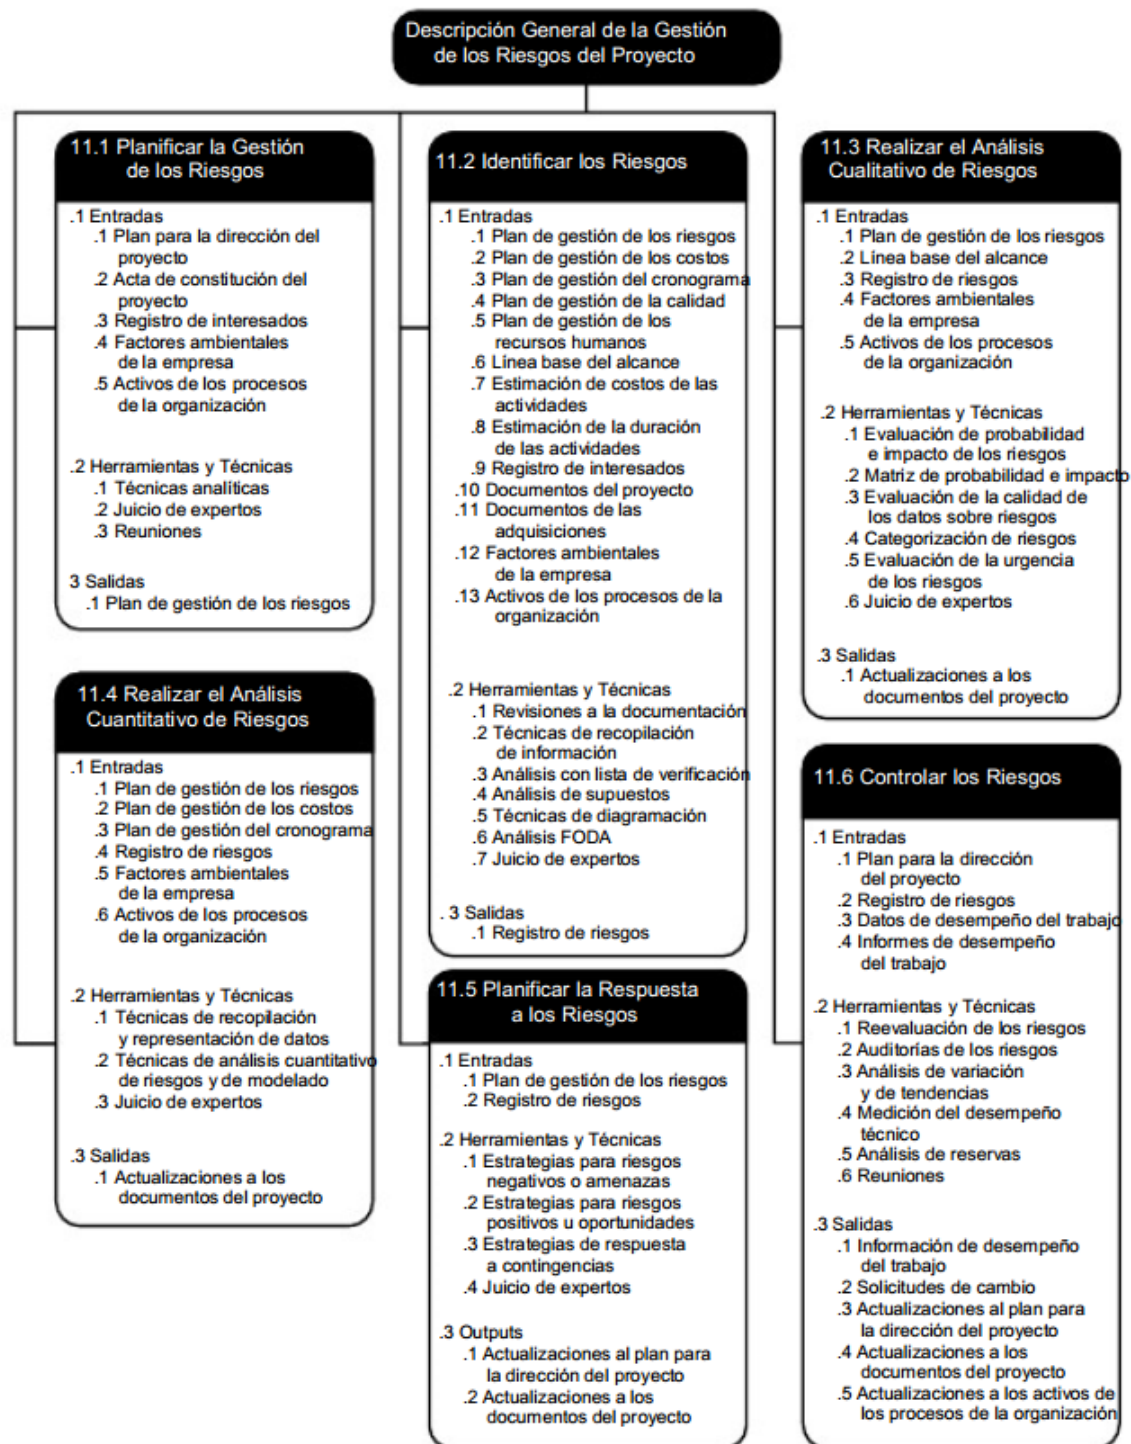 Descripción General de la Gestión
de los Riesgos del Proyecto
11.1 Planificar la Gestión
de los Riesgos
.1 Entradas
.1 Plan para la dirección del
proyecto
.2 Acta de constitución del
proyecto
.3 Registro de interesados
.4 Factores ambientales
de la empresa
.5 Activos de los procesos
de la organización
.2 Herramientas y Técnicas
.1 Técnicas analíticas
.2 Juicio de expertos
.3 Reuniones
3 Salidas
.1 Plan de gestión de los riesgos
11.2 Identificar los Riesgos
.1 Entradas
.1 Plan de gestión de los riesgos
.2 Plan de gestión de los costos
.3 Plan de gestión del cronograma
.4 Plan de gestión de la calidad
.5 Plan de gestión de los
recursos humanos
.6 Línea base del alcance
.7 Estimación de costos de las
actividades
.8 Estimación de la duración
de las actividades
.9 Registro de interesados
.10 Documentos del proyecto
.11 Documentos de las
adquisiciones
.12 Factores ambientales
de la empresa
.13 Activos de los procesos de la
organización
.2 Herramientas y Técnicas
.1 Revisiones a la documentación
.2 Técnicas de recopilación
de información
.3 Análisis con lista de verificación
.4 Análisis de supuestos
.5 Técnicas de diagramación
.6 Análisis FODA
.7 Juicio de expertos
. 3 Salidas
.1 Registro de riesgos
11.3 Realizar el Análisis
Cualitativo de Riesgos
.1 Entradas
.1 Plan de gestión de los riesgos
.2 Línea base del alcance
.3 Registro de riesgos
.4 Factores ambientales
de la empresa
.5 Activos de los procesos
de la organización
.2 Herramientas y Técnicas
.1 Evaluación de probabilidad
e impacto de los riesgos
.2 Matriz de probabilidad e impacto
.3 Evaluación de la calidad de
los datos sobre riesgos
.4 Categorización de riesgos
.5 Evaluación de la urgencia
de los riesgos
.6 Juicio de expertos
.3 Salidas
.1 Actualizaciones a los
documentos del proyecto
11.4 Realizar el Análisis
Cuantitativo de Riesgos
.1 Entradas
.1 Plan de gestión de los riesgos
.2 Plan de gestión de los costos
.3 Plan de gestión del cronograma
.4 Registro de riesgos
.5 Factores ambientales
de la empresa
.6 Activos de los procesos
de la organización
.2 Herramientas y Técnicas
.1 Técnicas de recopilación
y representación de datos
.2 Técnicas de análisis cuantitativo
de riesgos y de modelado
.3 Juicio de expertos
.3 Salidas
.1 Actualizaciones a los
documentos del proyecto
11.5 Planificar la Respuesta
a los Riesgos
.1 Entradas
.1 Plan de gestión de los riesgos
.2 Registro de riesgos
.2 Herramientas y Técnicas
.1 Estrategias para riesgos
negativos o amenazas
.2 Estrategias para riesgos
positivos u oportunidades
.3 Estrategias de respuesta
a contingencias
.4 Juicio de expertos
.3 Outputs
.1 Actualizaciones al plan para
la dirección del proyecto
.2 Actualizaciones a los
documentos del proyecto
11.6 Controlar los Riesgos
.1 Entradas
.1 Plan para la dirección
del proyecto
.2 Registro de riesgos
.3 Datos de desempeño del trabajo
.4 Informes de desempeño
del trabajo
.2 Herramientas y Técnicas
.1 Reevaluación de los riesgos
.2 Auditorías de los riesgos
.3 Análisis de variación
y de tendencias
.4 Medición del desempeño
técnico
.5 Análisis de reservas
.6 Reuniones
.3 Salidas
.1 Información de desempeño
del trabajo
.2 Solicitudes de cambio
.3 Actualizaciones al plan para
la dirección del proyecto
.4 Actualizaciones a los
documentos del proyecto
.5 Actualizaciones a los activos de
los procesos de la organización